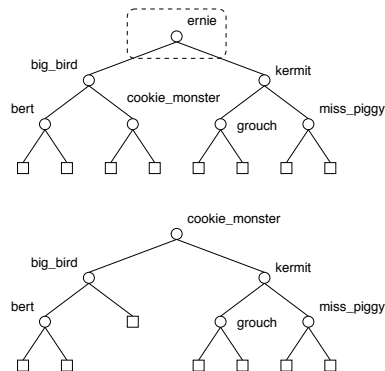 ernie
big_bird
kermit
bert
cookie_monster
miss_piggy
grouch
cookie_monster
big_bird
kermit
bert
miss_piggy
grouch